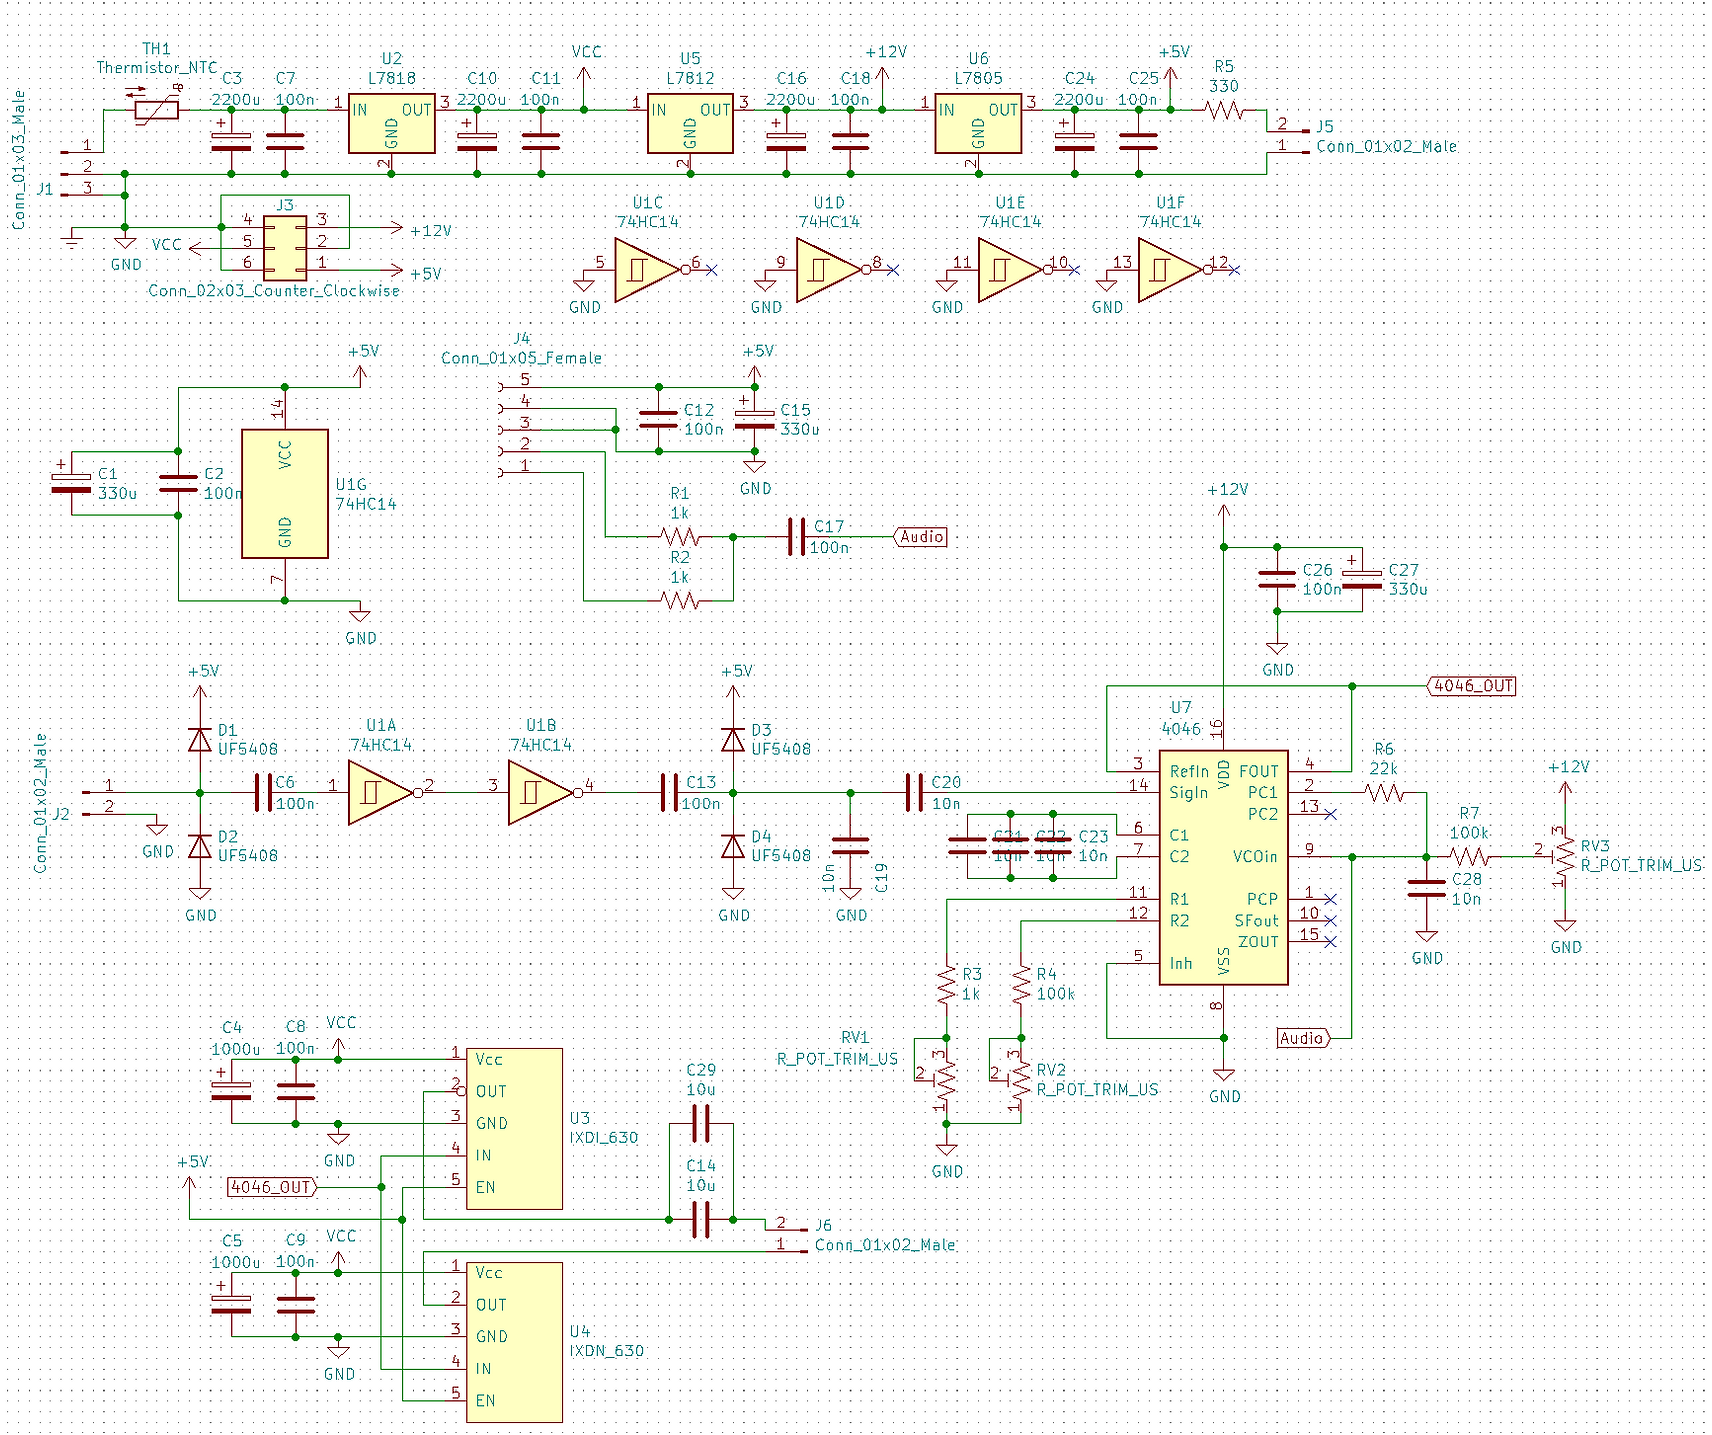 TH1
Thermistor_NTC
C3
2200u
C7
100n
U2
L7818
1
IN
OUT
3
GND
2
C10
2200u
C11
100n
VCC
U5
L7812
1
IN
OUT
3
GND
2
C16
2200u
C18
100n
+12V
U6
L7805
1
IN
OUT
3
GND
2
C24
2200u
C25
100n
+5V
R5
330
2
1
J5
Conn_01x02_Male
Conn_01x03_Male
J1
1
2
3
GND
J3
4
5
6
3
2
1
VCC
+12V
+5V
Conn_02x03_Counter_Clockwise
U1C
74HC14
5
6
GND
U1D
74HC14
9
8
GND
U1E
74HC14
11
10
GND
U1F
74HC14
13
12
GND
+5V
14
VCC
GND
7
U1G
74HC14
C1
330u
C2
100n
GND
J4
Conn_01x05_Female
5
4
3
2
1
+5V
C12
100n
C15
330u
GND
R1
1k
R2
1k
C17
100n
Audio
+12V
C26
100n
C27
330u
GND
Conn_01x02_Male
J2
1
2
GND
+5V
D1
UF5408
D2
UF5408
GND
C6
100n
U1A
74HC14
1
2
U1B
74HC14
3
4
C13
100n
+5V
D3
UF5408
D4
UF5408
GND
10n
C19
GND
C20
10n
C21
10n
C22
10n
C23
10n
4046_OUT
U7
4046
16
VDD
3
RefIn
14
SigIn
6
C1
7
C2
11
R1
12
R2
5
Inh
FOUT
4
PC1
2
PC2
13
VCOin
9
PCP
1
SFout
10
ZOUT
15
VSS
8
GND
R6
22k
R7
100k
+12V
3
2
1
RV3
R_POT_TRIM_US
GND
C28
10n
GND
Audio
R3
1k
R4
100k
RV1
R_POT_TRIM_US
3
2
1
RV2
R_POT_TRIM_US
3
2
1
GND
C4
1000u
C8
100n
VCC
GND
1
Vcc
2
OUT
3
GND
4
IN
5
EN
U3
IXDI_630
+5V
4046_OUT
C29
10u
C14
10u
2
1
J6
Conn_01x02_Male
C5
1000u
C9
100n
VCC
GND
1
Vcc
2
OUT
3
GND
4
IN
5
EN
U4
IXDN_630